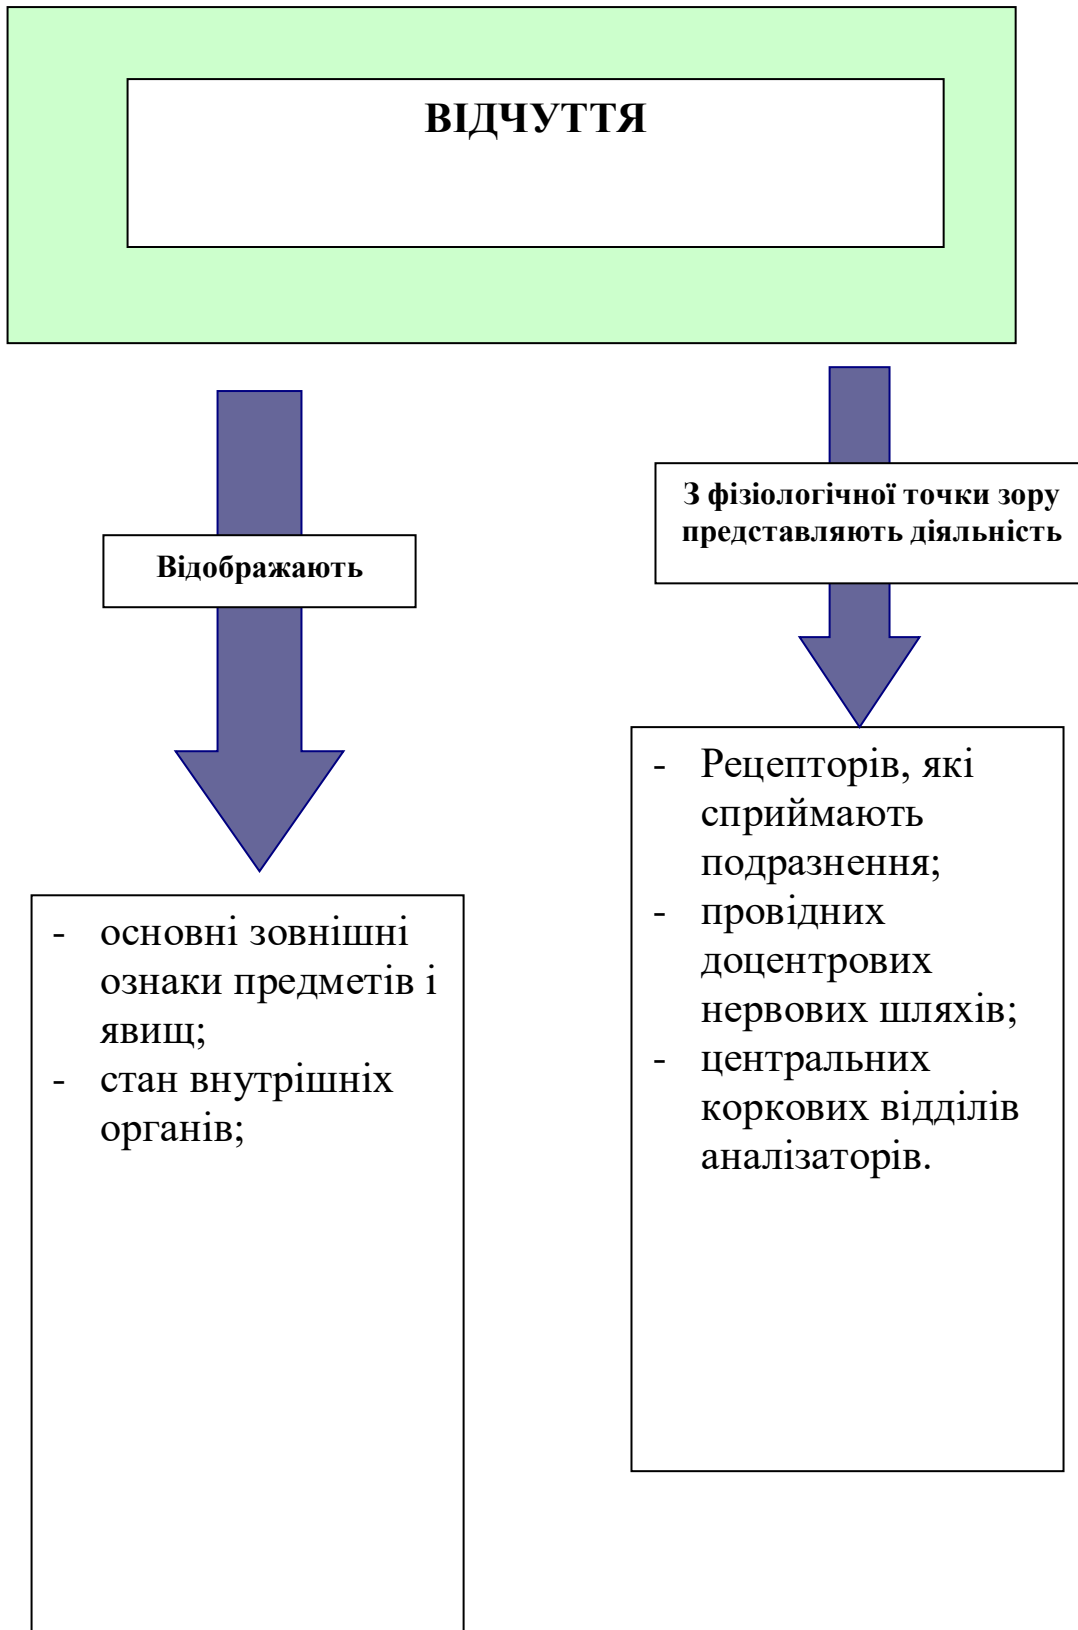 ВІДЧУТТЯ
Відображають
- основні зовнішні
ознаки предметів і
явищ;
- стан внутрішніх
органів;
З фізіологічної точки зору
представляють діяльність
- Рецепторів, які
сприймають
подразнення;
- провідних
доцентрових
нервових шляхів;
- центральних
коркових відділів
аналізаторів.